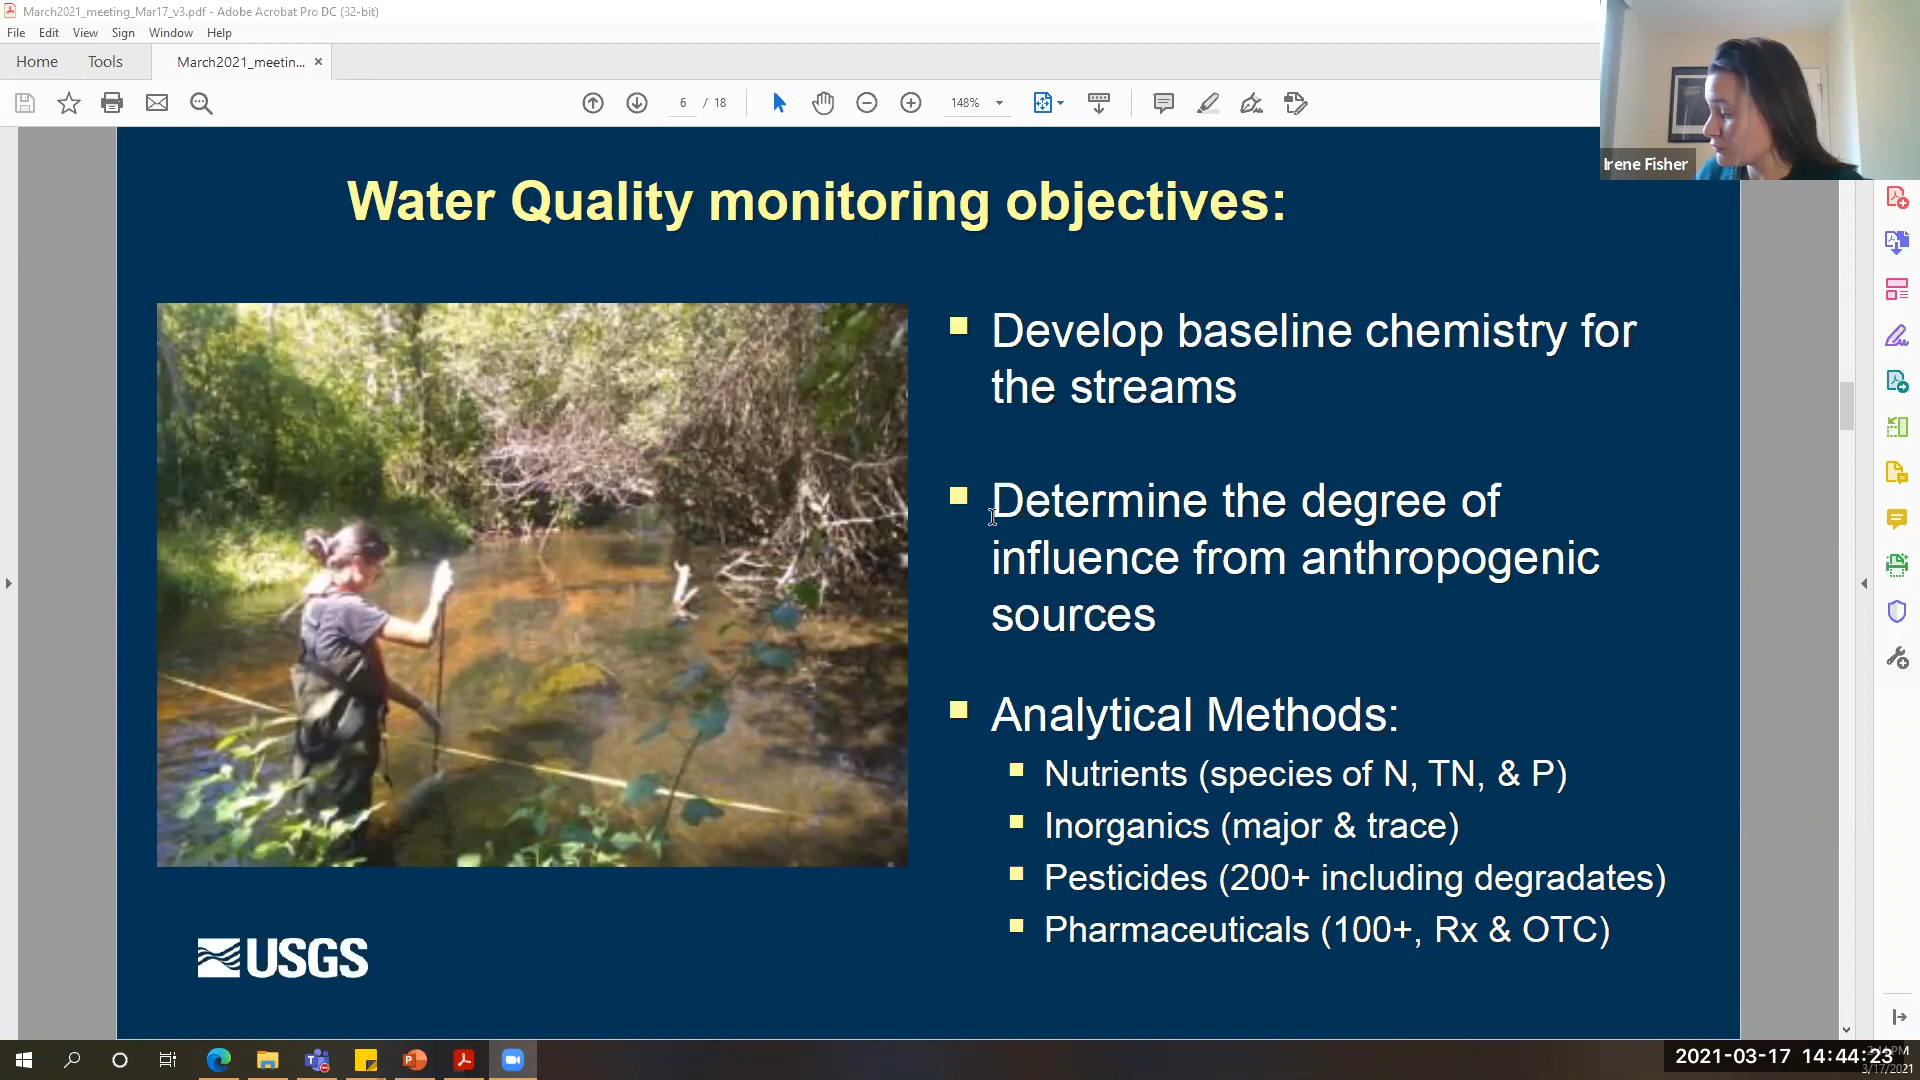 March2021_meeting_Mar17_v3.pdf - Adobe Acrobat Pro DC (32-bit)
File Edit View Sign Window Help
Home Tools March2021_meetin...
6 / 18 148%
Irene Fisher
Water Quality monitoring objectives:
Develop baseline chemistry for
the streams
Determine the degree of
influence from anthropogenic
sources
Analytical Methods:
Nutrients (species of N, TN, & P)
Inorganics (major & trace)
Pesticides (200+ including degradates)
Pharmaceuticals (100+, Rx & OTC)
USGS
2021-03-17 14:44:23
3/17/2021